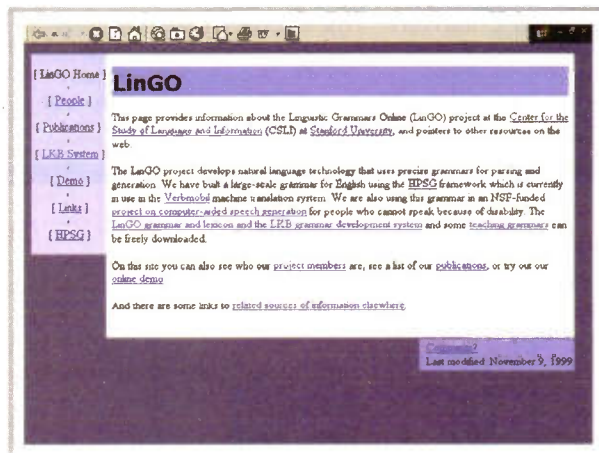 [ LinGO Home ]
[ People ]
[ Publications ]
[ LKB System ]
[ Demo ]
[ Links ]
[ HPSG ]
LinGO
This page provides information about the Linguistic Grammars Online (LinGO) project at the Center for the
Study of Language and Information (CSLI) at Stanford University, and pointers to other resources on the
web.
The LinGO project develops natural language technology that uses precise grammars for parsing and
generation. We have built a large-scale grammar for English using the HPSG framework which is currently
in use in the Verbmobil machine translation system. We are also using this grammar in an NSF-funded
project on computer-aided speech generation for people who cannot speak because of disability. The
LinGO grammar and lexicon and the LKB grammar development system and some teaching grammars can
be freely downloaded.
On this site you can also see who our project members are, see a list of our publications, or try out our
online demo
And there are some links to related sources of information elsewhere.
Comments?
Last modified: November 9, 1999